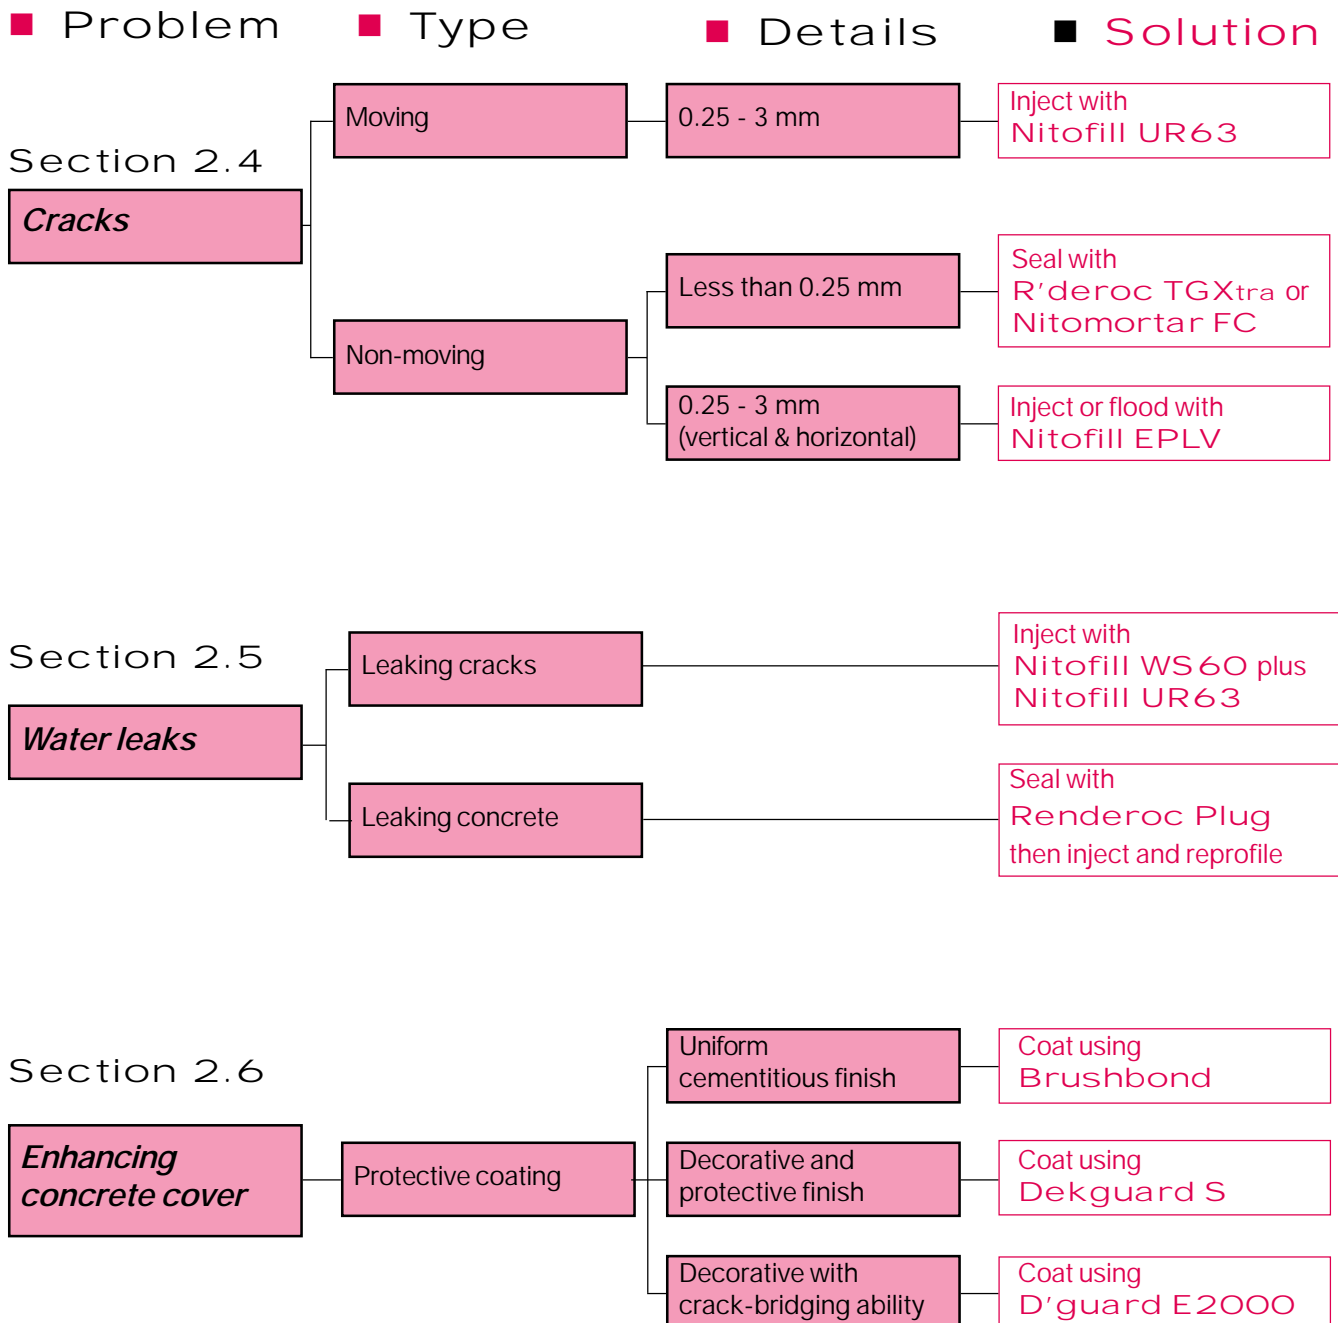 Problem
Type
Details
Solution
Section 2.4
Cracks
Moving
0.25 - 3 mm
Inject with
Nitofill UR63
Non-moving
Less than 0.25 mm
Seal with
R'deroc TGXtra or
Nitomortar FC
0.25 - 3 mm
(vertical & horizontal)
Inject or flood with
Nitofill EPLV
Section 2.5
Water leaks
Leaking cracks
Inject with
Nitofill WS60 plus
Nitofill UR63
Leaking concrete
Seal with
Renderoc Plug
then inject and reprofile
Section 2.6
Enhancing
concrete cover
Protective coating
Uniform
cementitious finish
Coat using
Brushbond
Decorative and
protective finish
Coat using
Dekguard S
Decorative with
crack-bridging ability
Coat using
D'guard E2000